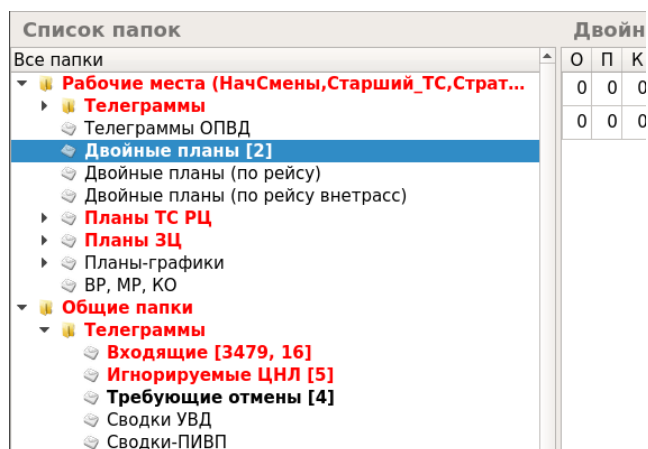 Список папок
Двойн
Все папки
О П К
Рабочие места (НачСмены,Старший_ТС,Страт...
0 0 0
Телеграммы
Телеграммы ОПВД
0 0 0
Двойные планы [2]
Двойные планы (по рейсу)
Двойные планы (по рейсу внетрасс)
Планы ТС РЦ
Планы ЗЦ
Планы-графики
ВР, МР, КО
Общие папки
Телеграммы
Входящие [3479, 16]
Игнорируемые ЦНЛ [5]
Требующие отмены [4]
Сводки УВД
Сводки-ПИВП